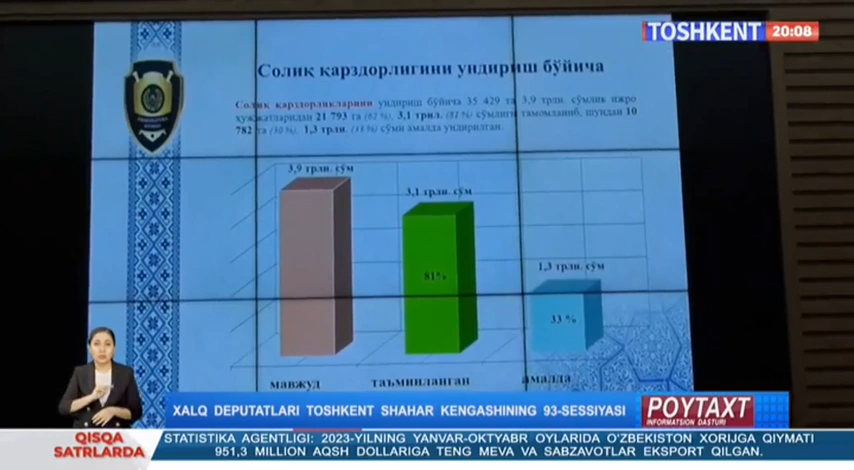 TOSHKENT 20:08
Солиқ қарздорлигини ундириш бўйича
Солиқ қарздорликларини ундириш бўйича 35 429 та 3,9 трлн. сўмлик ижро
ҳужжатларидан 21 793 та (62 %), 3,1 трил. (81 %) сўмлиги тамомланиб, шундан 10
782 та (30 %), 1,3 трлн. (33 %) сўми амалда ундирилган.
3,9 трлн. сўм
3,1 трлн. сўм
81%
1,3 трлн. сўм
33 %
мавжуд
таъминланган
амалда
XALQ DEPUTATLARI TOSHKENT SHAHAR KENGASHINING 93-SESSIYASI
POYTAXT
INFORMATSION DASTURI
QISQA
SATRLARDA
STATISTIKA AGENTLIGI: 2023-YILNING YANVAR-OKTYABR OYLARIDA O'ZBEKISTON XORIJGA QIYMATI
951,3 MILLION AQSH DOLLARIGA TENG MEVA VA SABZAVOTLAR EKSPORT QILGAN.